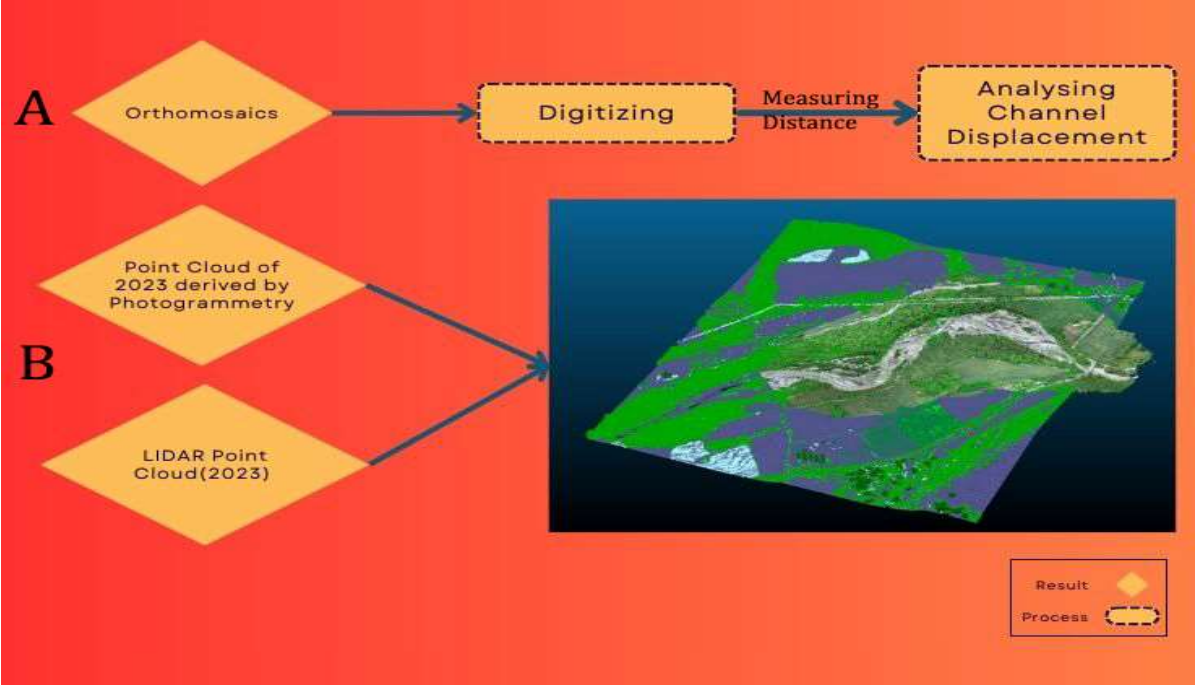 A
Orthomosaics
Digitizing
Measuring
Distance
Analysing
Channel
Displacement
B
Point Cloud of
2023 derived by
Photogrammetry
LIDAR Point
Cloud(2023)
Result
Process